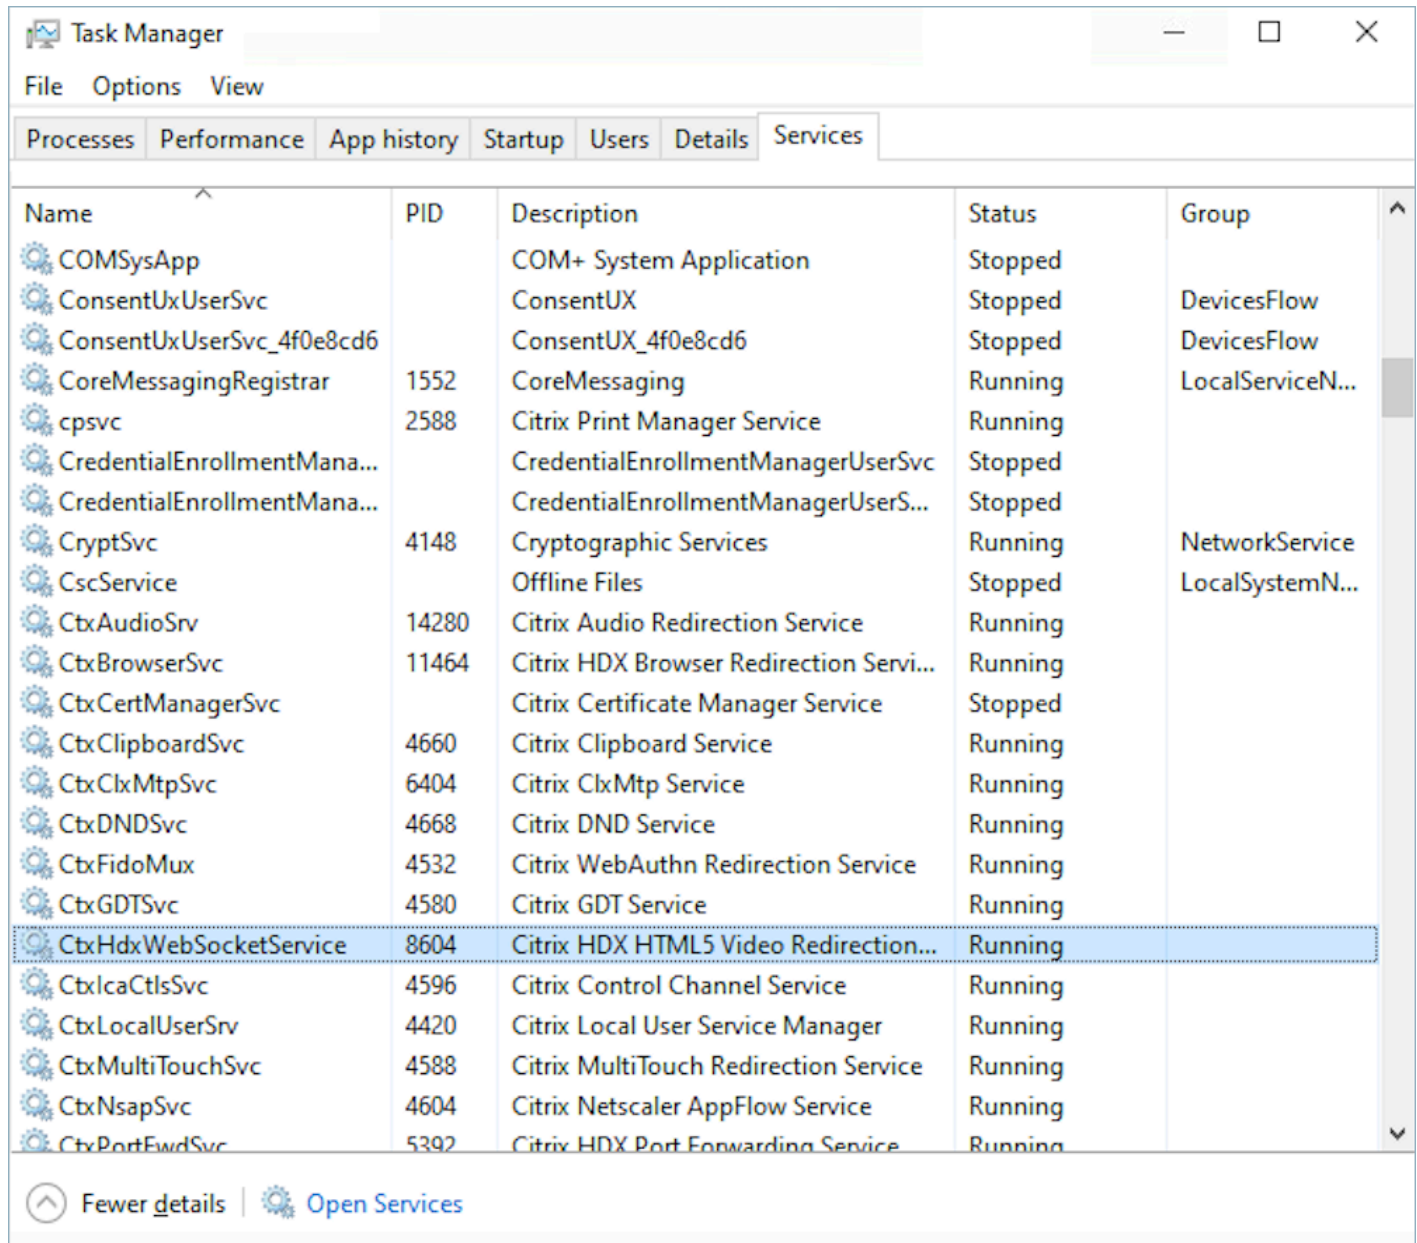 Task Manager
File Options View
Processes Performance App history Startup Users Details Services
Name PID Description Status Group
COMSysApp COM+ System Application Stopped
ConsentUxUserSvc ConsentUX Stopped DevicesFlow
ConsentUxUserSvc_4f0e8cd6 ConsentUX_4f0e8cd6 Stopped DevicesFlow
CoreMessagingRegistrar 1552 CoreMessaging Running LocalServiceN...
cpsvc 2588 Citrix Print Manager Service Running
CredentialEnrollmentMana... CredentialEnrollmentManagerUserSvc Stopped
CredentialEnrollmentMana... CredentialEnrollmentManagerUserS... Stopped
CryptSvc 4148 Cryptographic Services Running NetworkService
CscService Offline Files Stopped LocalSystemN...
CtxAudioSrv 14280 Citrix Audio Redirection Service Running
CtxBrowserSvc 11464 Citrix HDX Browser Redirection Servi... Running
CtxCertManagerSvc Citrix Certificate Manager Service Stopped
CtxClipboardSvc 4660 Citrix Clipboard Service Running
CtxClxMtpSvc 6404 Citrix ClxMtp Service Running
CtxDNDSvc 4668 Citrix DND Service Running
CtxFidoMux 4532 Citrix WebAuthn Redirection Service Running
CtxGDTSvc 4580 Citrix GDT Service Running
CtxHdxWebSocketService 8604 Citrix HDX HTML5 Video Redirection... Running
CtxIcaCtlsSvc 4596 Citrix Control Channel Service Running
CtxLocalUserSrv 4420 Citrix Local User Service Manager Running
CtxMultiTouchSvc 4588 Citrix MultiTouch Redirection Service Running
CtxNsapSvc 4604 Citrix Netscaler AppFlow Service Running
CtxPortFwdSvc 5392 Citrix HDX Port Forwarding Service Running
Fewer details Open Services